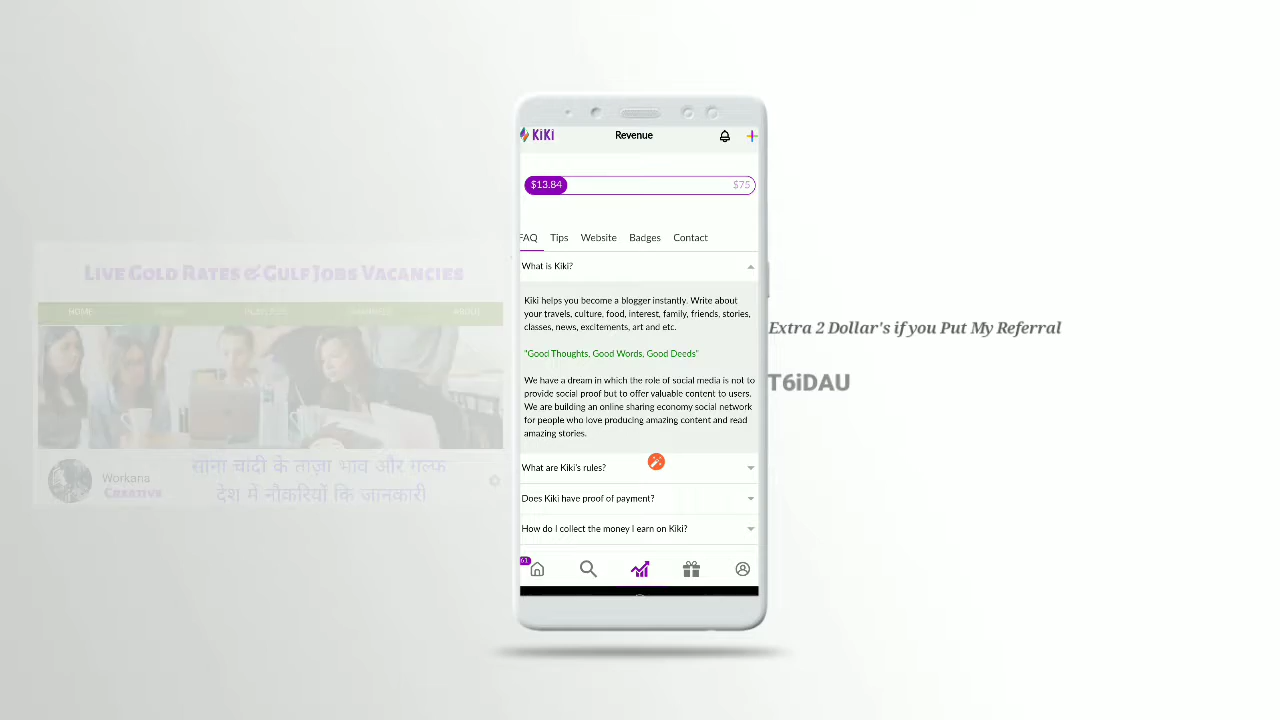 KiKi
Revenue
$13.84
$75
FAQ Tips Website Badges Contact
What is Kiki?
Kiki helps you become a blogger instantly. Write about
your travels, culture, food, interest, family, friends, stories,
classes, news, excitements, art and etc.
"Good Thoughts, Good Words, Good Deeds"
We have a dream in which the role of social media is not to
provide social proof but to offer valuable content to users.
We are building an online sharing economy social network
for people who love producing amazing content and read
amazing stories.
What are Kiki's rules?
Does Kiki have proof of payment?
How do I collect the money I earn on Kiki?
Live Gold Rates & Gulf Jobs Vacancies
HOME
ABOUT
Workana
Creative
साना चांदी के ताज़ा भाव और गल्फ
देश में नौकरियों कि जानकारी
Extra 2 Dollar's if you Put My Referral
T6iDAU